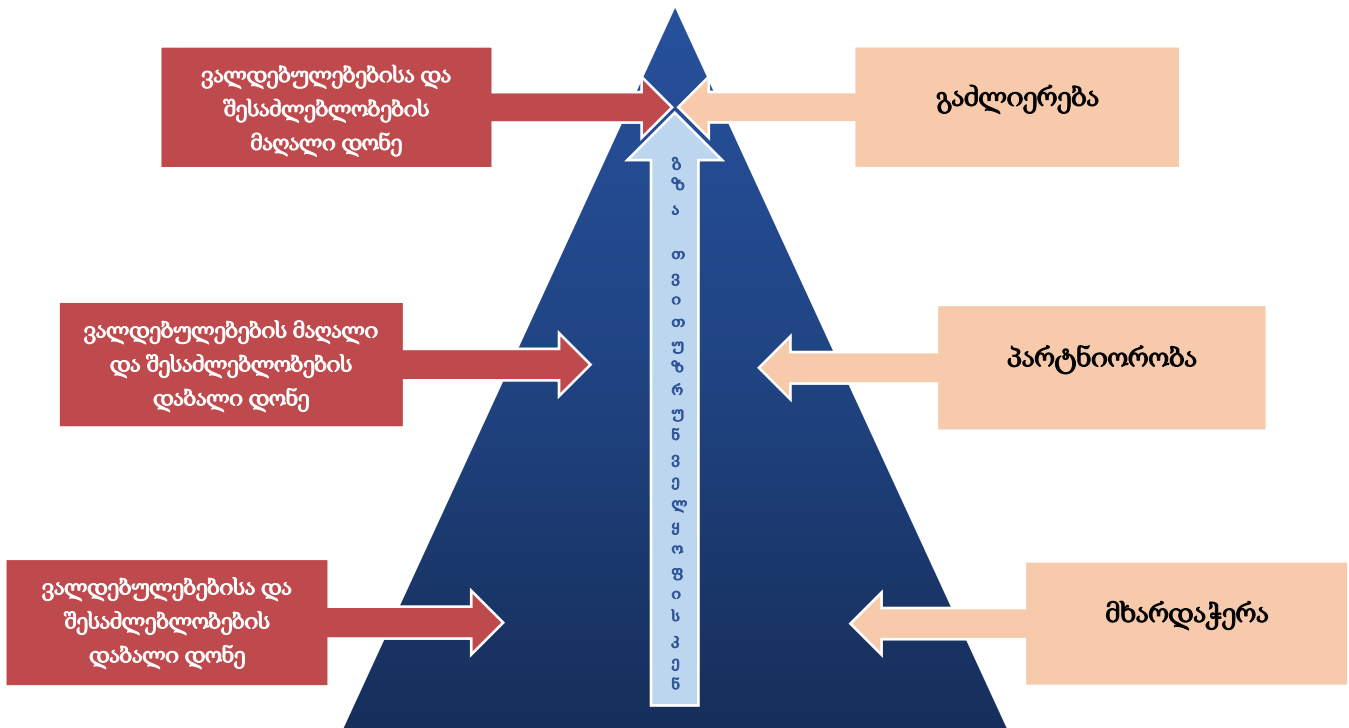 ვალდებულებებისა და
შესაძლებლობების
მაღალი დონე
გაძლიერება
გზა თვითუზრუნველყოფისკენ
ვალდებულებების მაღალი
და შესაძლებლობების
დაბალი დონე
პარტნიორობა
ვალდებულებებისა და
შესაძლებლობების
დაბალი დონე
მხარდაჭერა